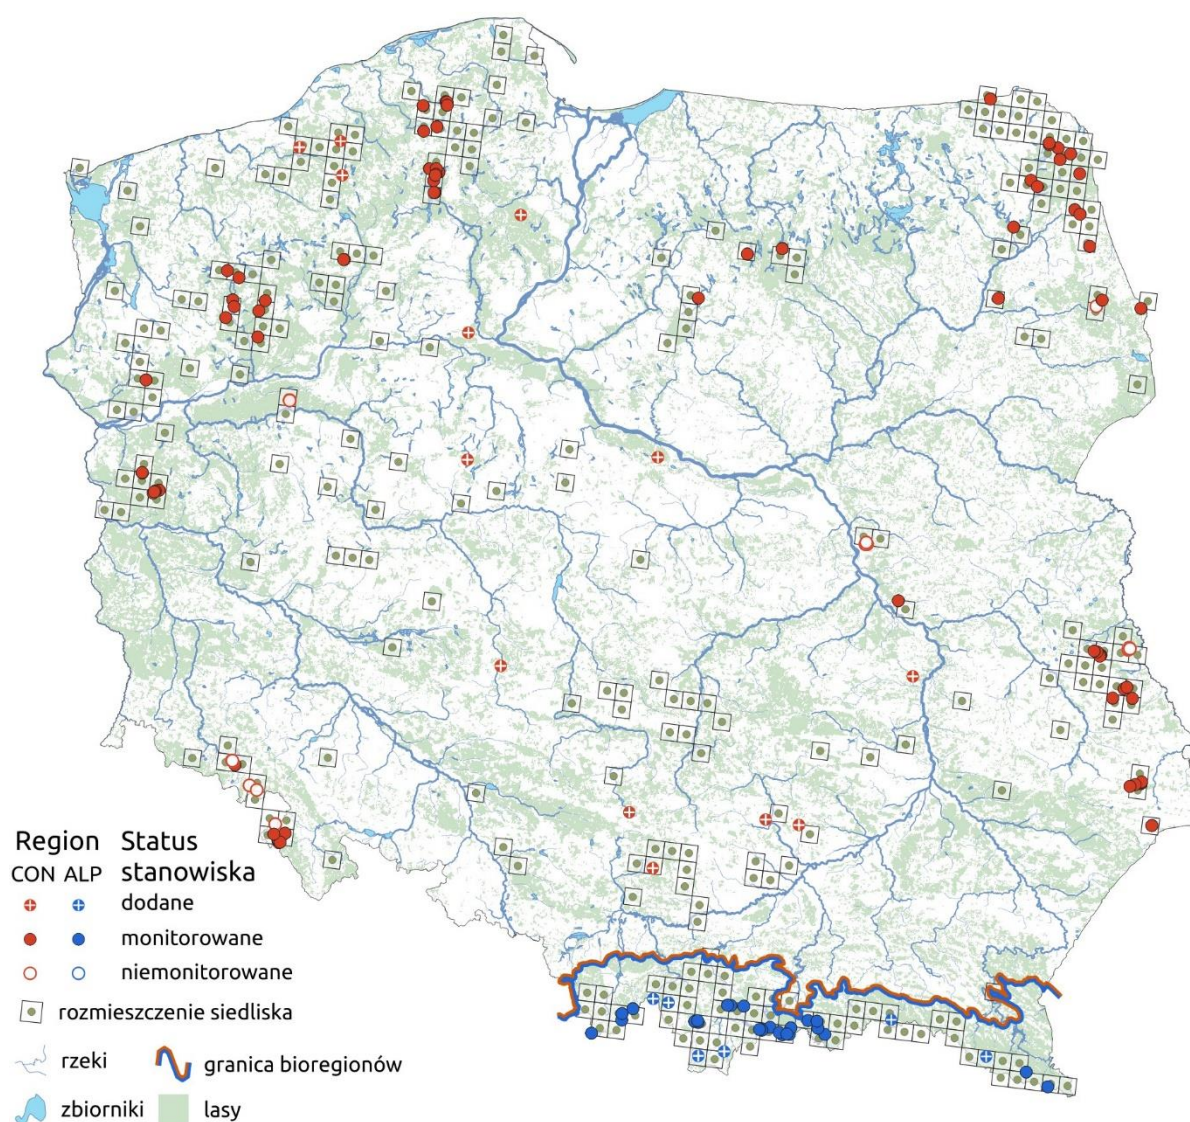 Region Status
CON ALP stanowiska
dodane
monitorowane
niemonitorowane
rozmieszczenie siedliska
rzeki granica bioregionów
zbiorniki lasy